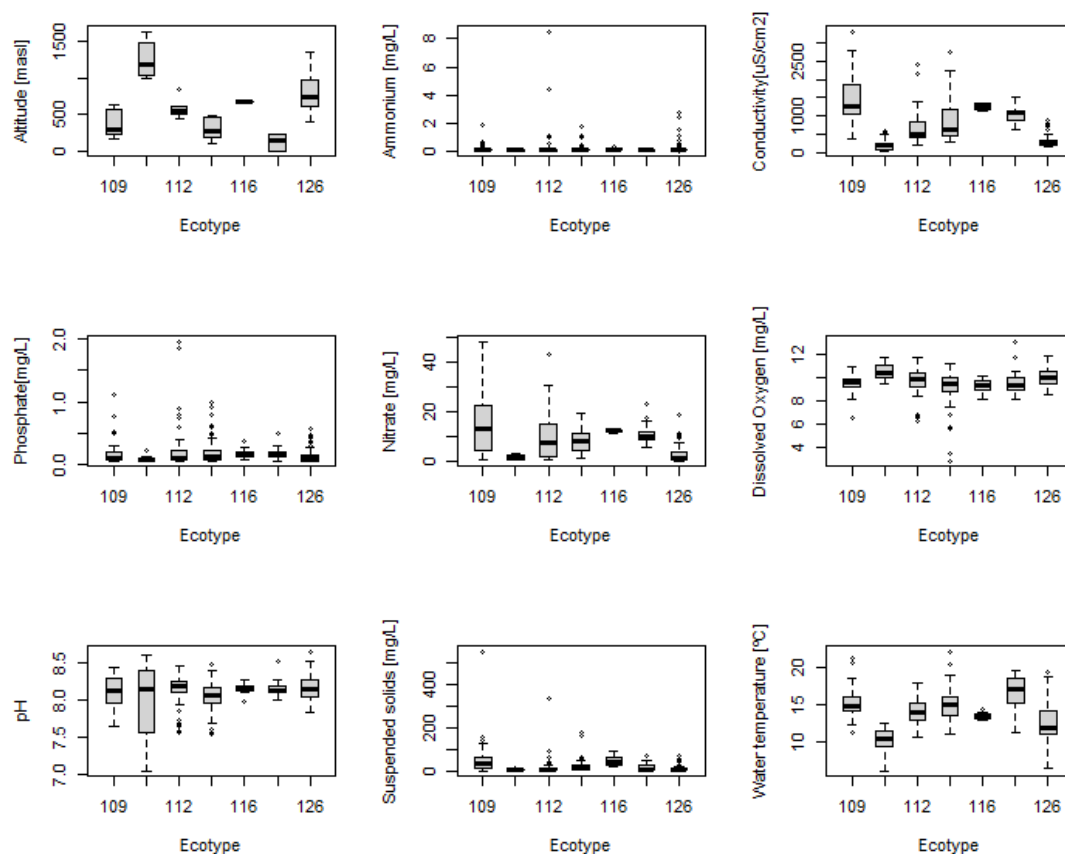 Altitude [masl]
0 500 1500
109 112 116 126
Ecotype
Ammonium [mg/L]
0 2 4 6 8
109 112 116 126
Ecotype
Conductivity[uS/cm2]
0 1000 2500
109 112 116 126
Ecotype
Phosphate[mg/L]
0.0 1.0 2.0
109 112 116 126
Ecotype
Nitrate [mg/L]
0 20 40
109 112 116 126
Ecotype
Dissolved Oxygen [mg/L]
4 8 12
109 112 116 126
Ecotype
pH
7.0 7.5 8.0 8.5
109 112 116 126
Ecotype
Suspended solids [mg/L]
0 200 400
109 112 116 126
Ecotype
Water temperature [ºC]
10 15 20
109 112 116 126
Ecotype